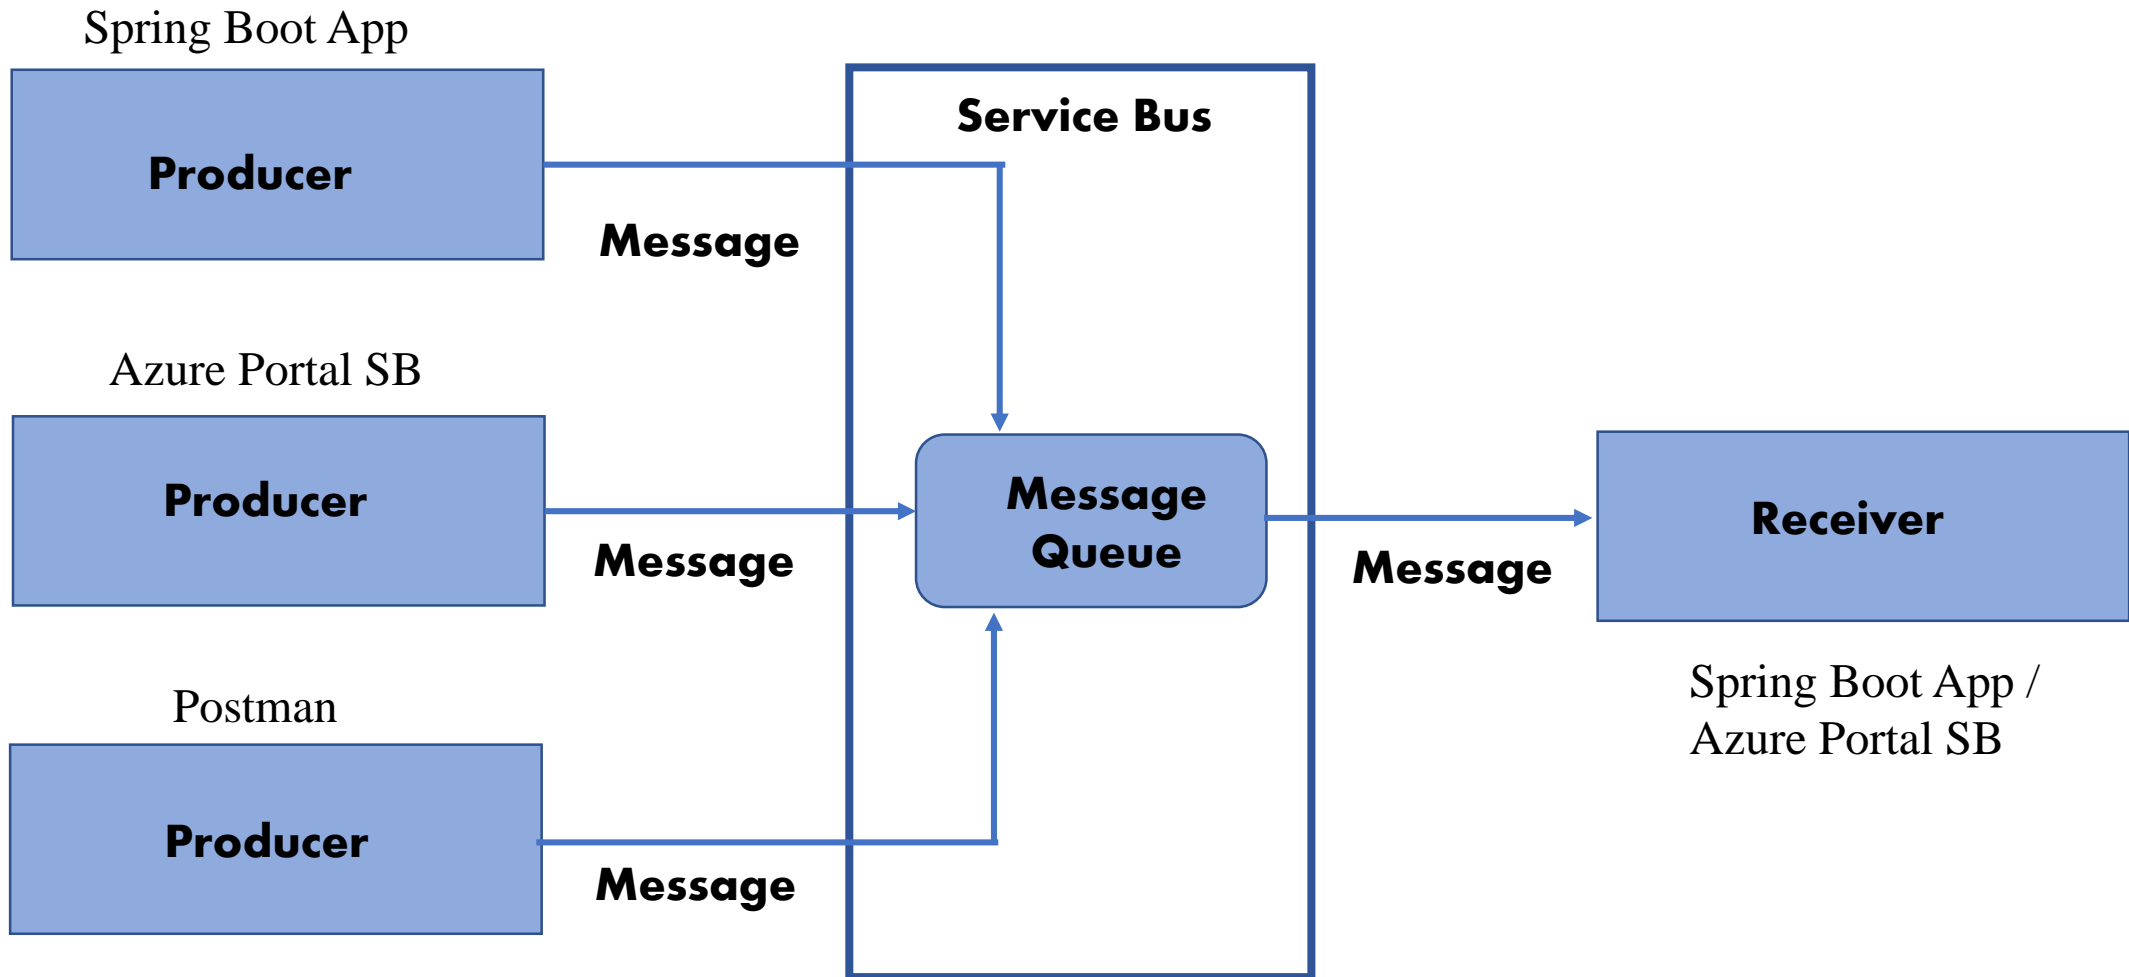 Spring Boot App
Producer
Message
Service Bus
Azure Portal SB
Producer
Message
Message
Queue
Message
Receiver
Spring Boot App /
Azure Portal SB
Postman
Producer
Message